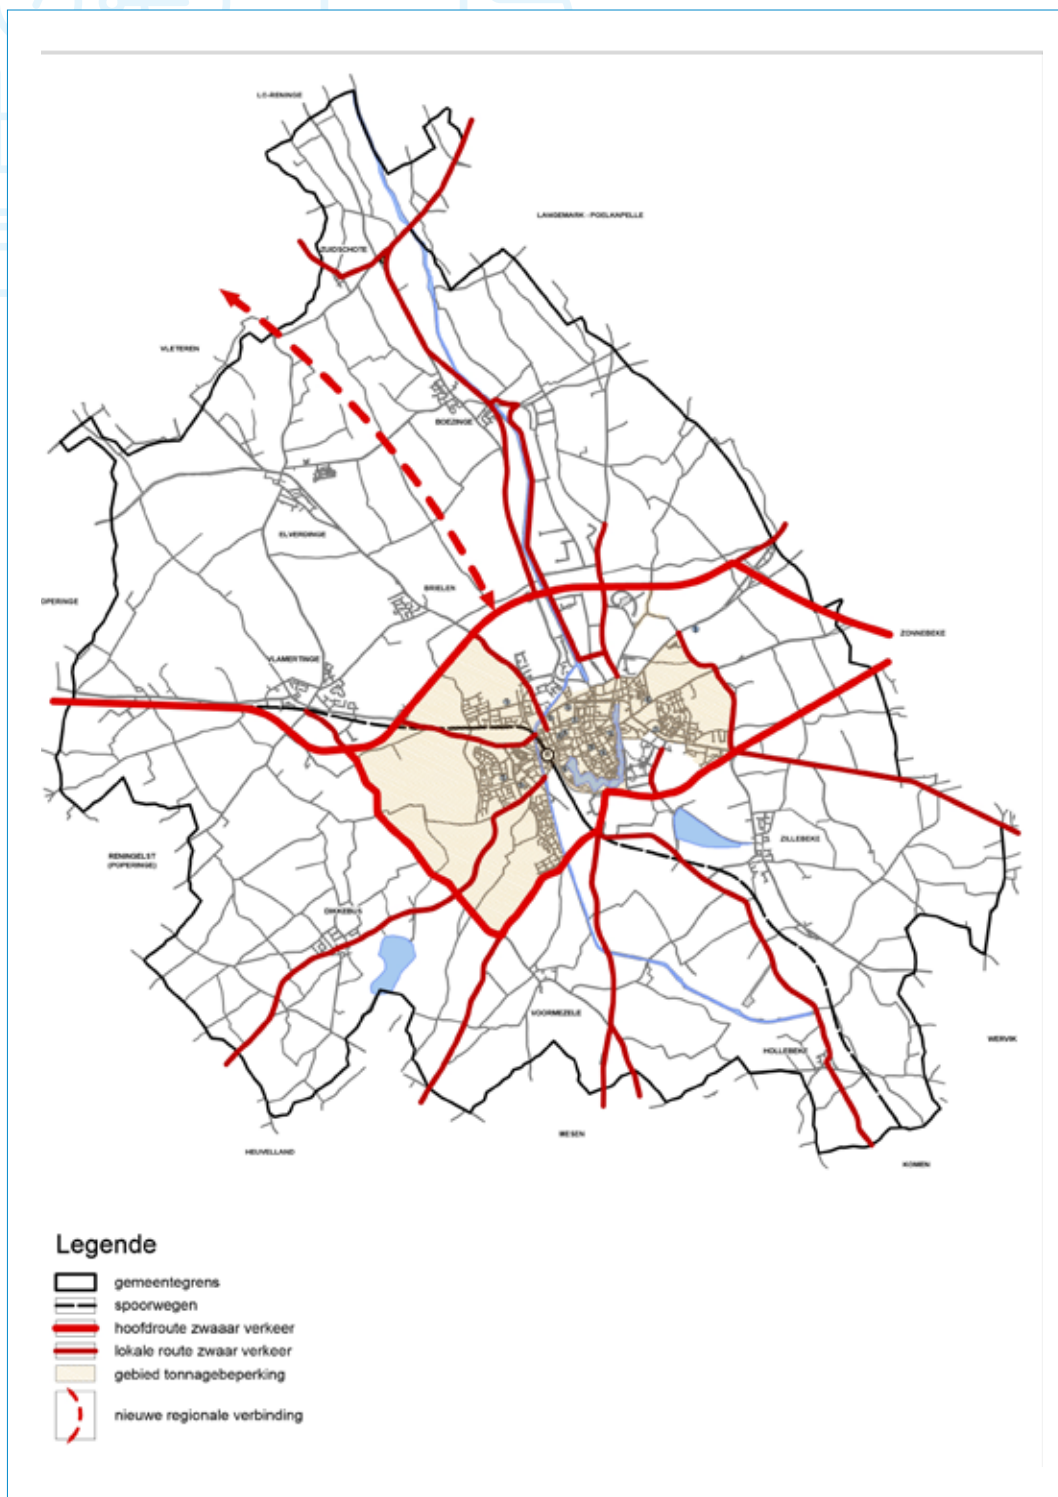 LO-RENINGE
LANGEMARK - POELKAPELLE
ZUIDSCHOTE
VLETEREN
BOEZINGE
ELVERDINGE
BRIELEN
OPERINGE
ZONNEBEKE
VLAMERTINGE
ZILLEBEKE
RENINGELST
(POPERINGE)
DIKKEBUS
VOORMEZELE
WERVIK
HOLLEBEKE
MESEN
HEUVELLAND
KOMEN
Legende
gemeentegrens
spoorwegen
hoofdroute zwaaar verkeer
lokale route zwaar verkeer
gebied tonnagebeperking
nieuwe regionale verbinding